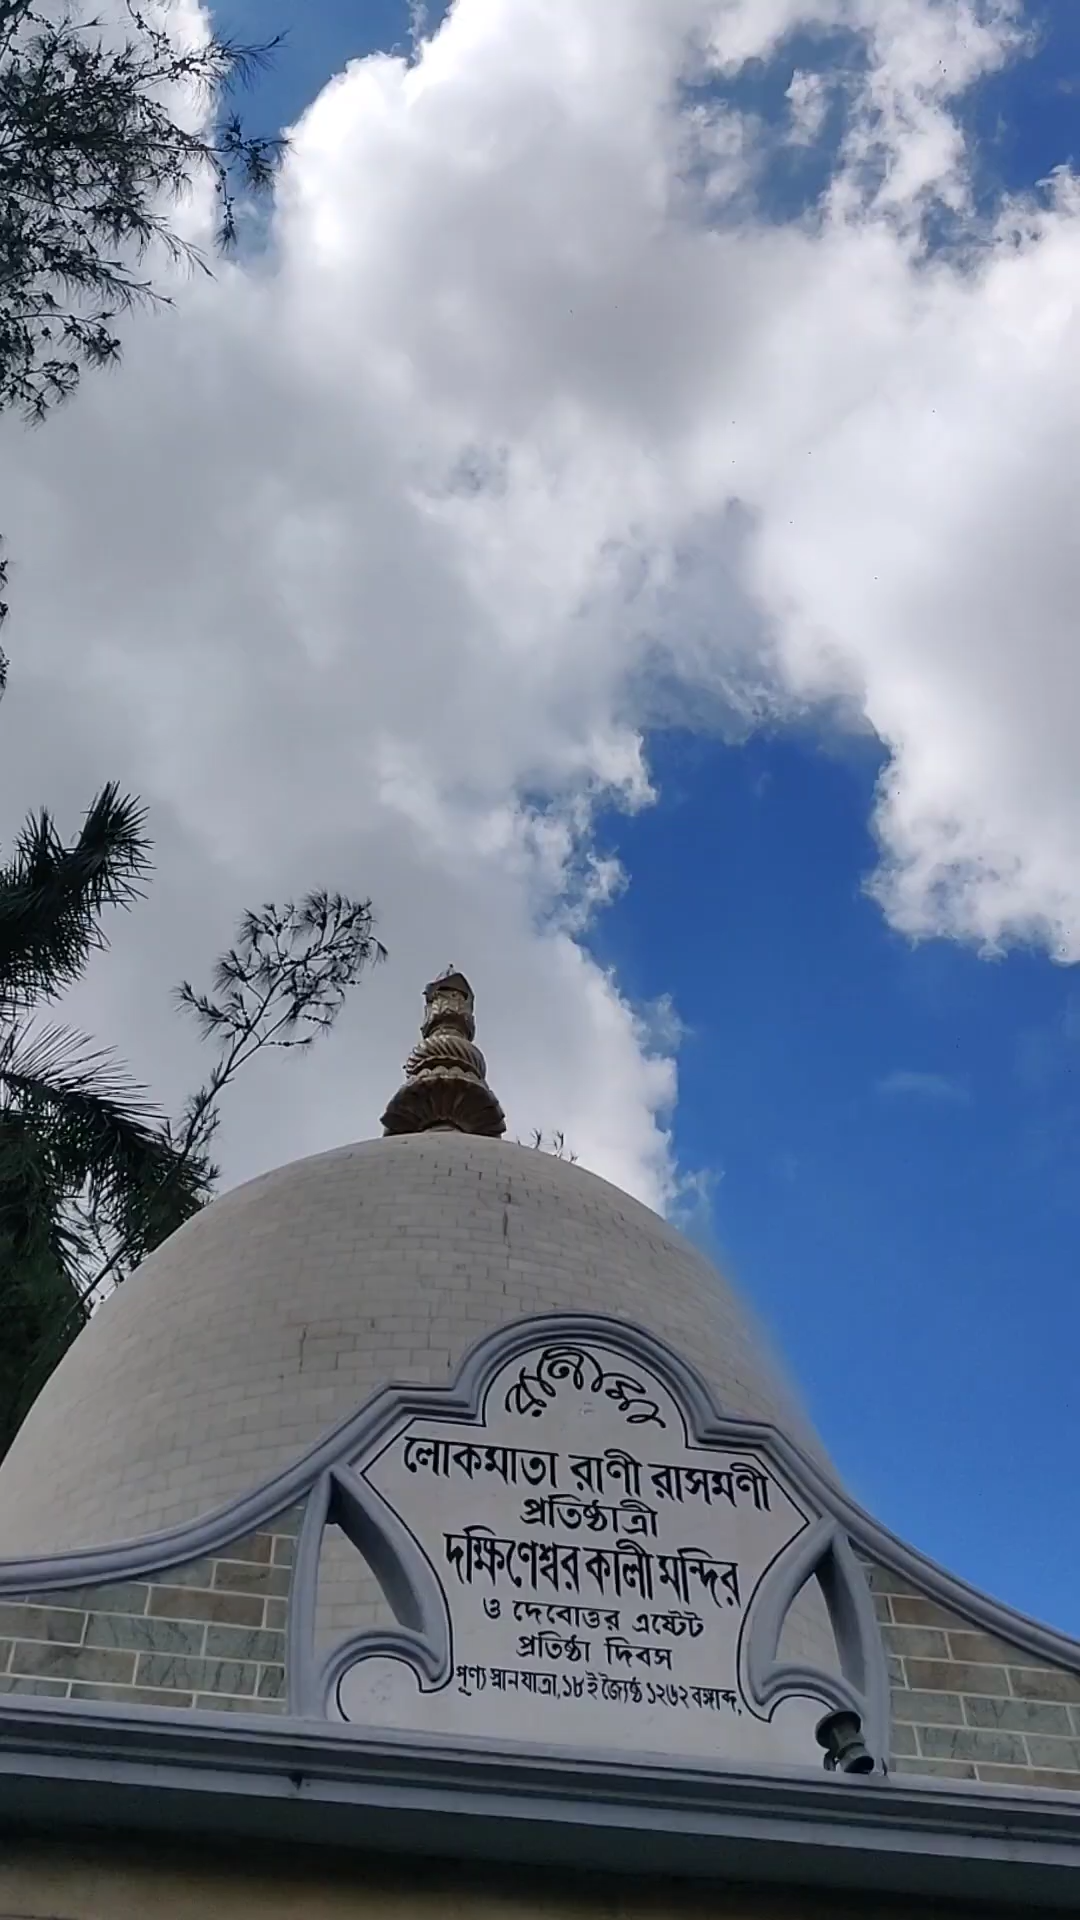 লোকমাতা রাণী রাসমণী
প্রতিষ্ঠাত্রী
দক্ষিণেশ্বর কালী মন্দির
ও দেবোত্তর এষ্টেট
প্রতিষ্ঠা দিবস
পূণ্য স্নানযাত্রা,১৮ই জ্যৈষ্ঠ ১২৬২ বঙ্গাব্দ,